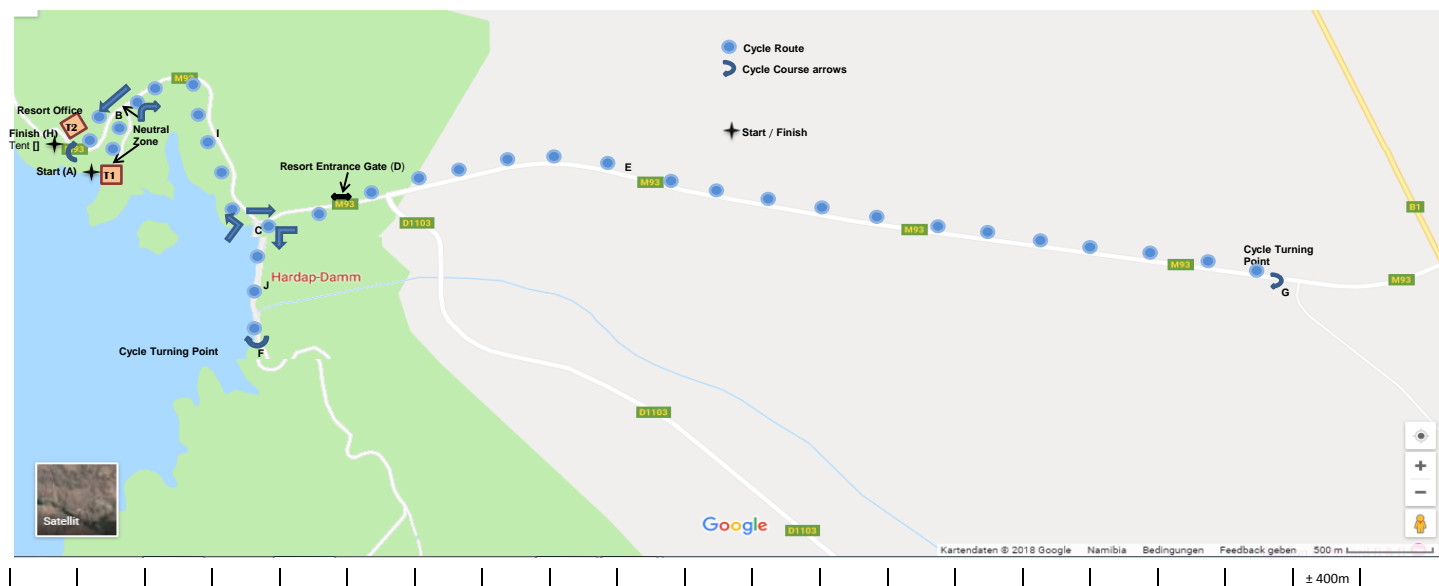 Cycle Route
Cycle Course arrows
Start / Finish
M93
Resort Office
T2
B
Finish (H)
Tent []
M93
Neutral
Zone
I
Start (A)
T1
Resort Entrance Gate (D)
M93
E
M93
C
D1103
M93
M93
B1
Cycle Turning
Point
G
M93
Hardap-Damm
J
Cycle Turning Point
F
D1103
D1103
Satellit
Google
Kartendaten © 2018 Google Namibia Bedingungen Feedback geben 500 m
± 400m